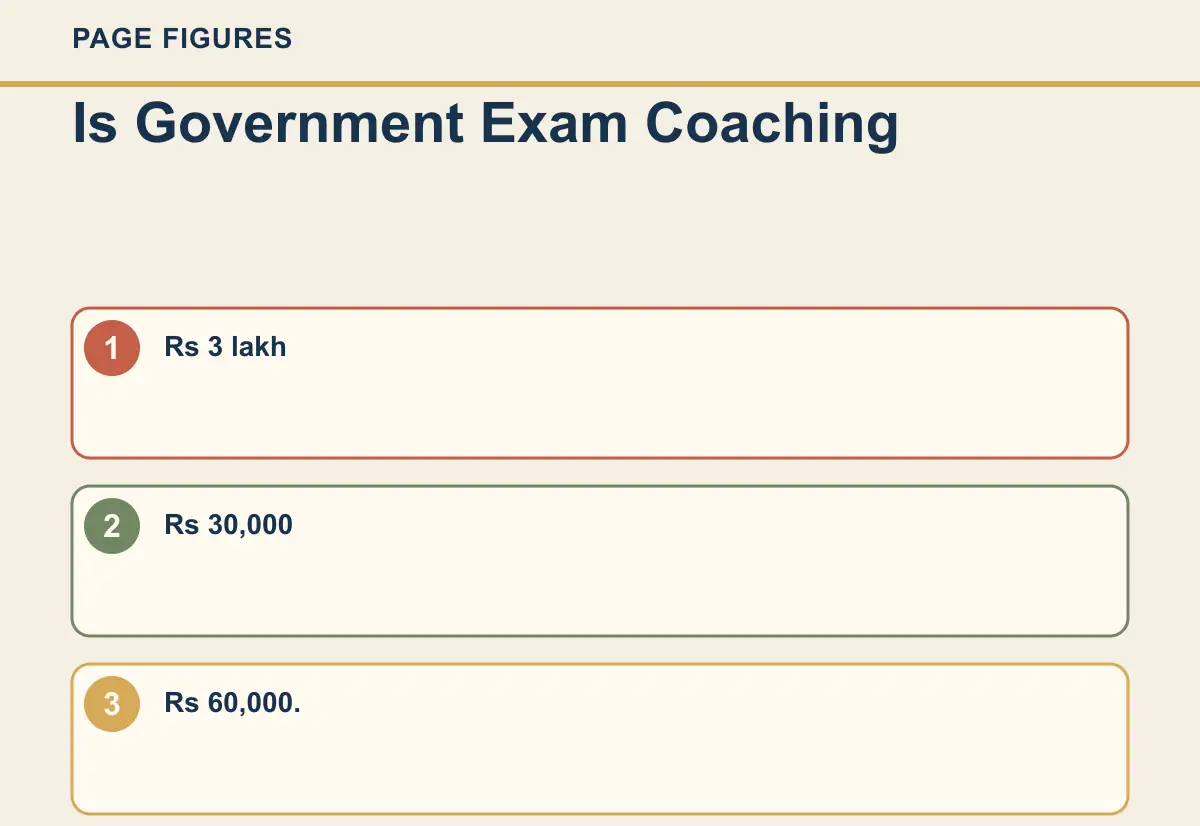 PAGE FIGURES
Is Government Exam Coaching
1 Rs 3 lakh
2 Rs 30,000
3 Rs 60,000.